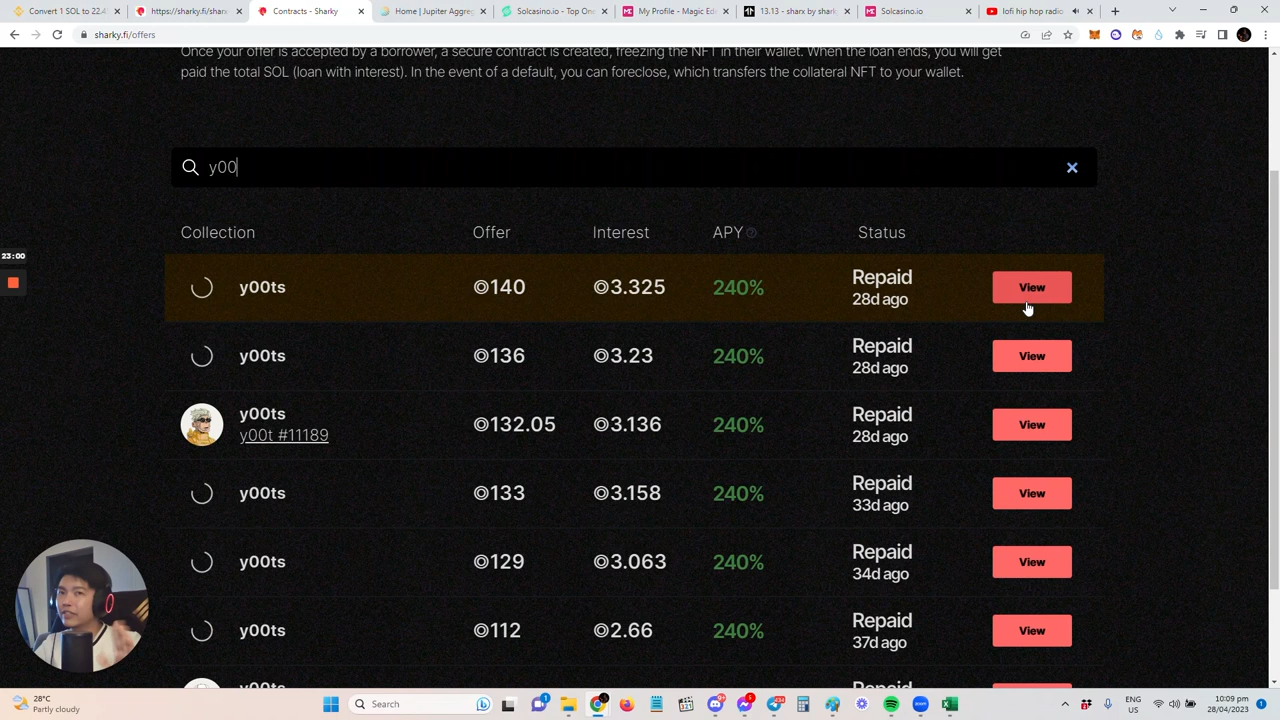 Convert 1 SOL to 22.4
https://sharky.fi/shar
Contracts - Sharky
Home | Jupiter Aggreg
Solcasino.io - Top On
My Profile - Magic Ed
13.13 - sharx by shark
Solcasino.io
lofi hip hop radio
sharky.fi/offers
Once your offer is accepted by a borrower, a secure contract is created, freezing the NFT in their wallet. When the loan ends, you will get
paid the total SOL (loan with interest). In the event of a default, you can foreclose, which transfers the collateral NFT to your wallet.
y00
Collection Offer Interest APY Status
23:00
y00ts 140 3.325 240% Repaid View
28d ago
y00ts 136 3.23 240% Repaid View
28d ago
y00ts 132.05 3.136 240% Repaid View
y00t #11189 28d ago
y00ts 133 3.158 240% Repaid View
33d ago
y00ts 129 3.063 240% Repaid View
34d ago
y00ts 112 2.66 240% Repaid View
37d ago
y00ts Repaid
28°C
Partly cloudy
Search
ENG
US
10:09 pm
28/04/2023